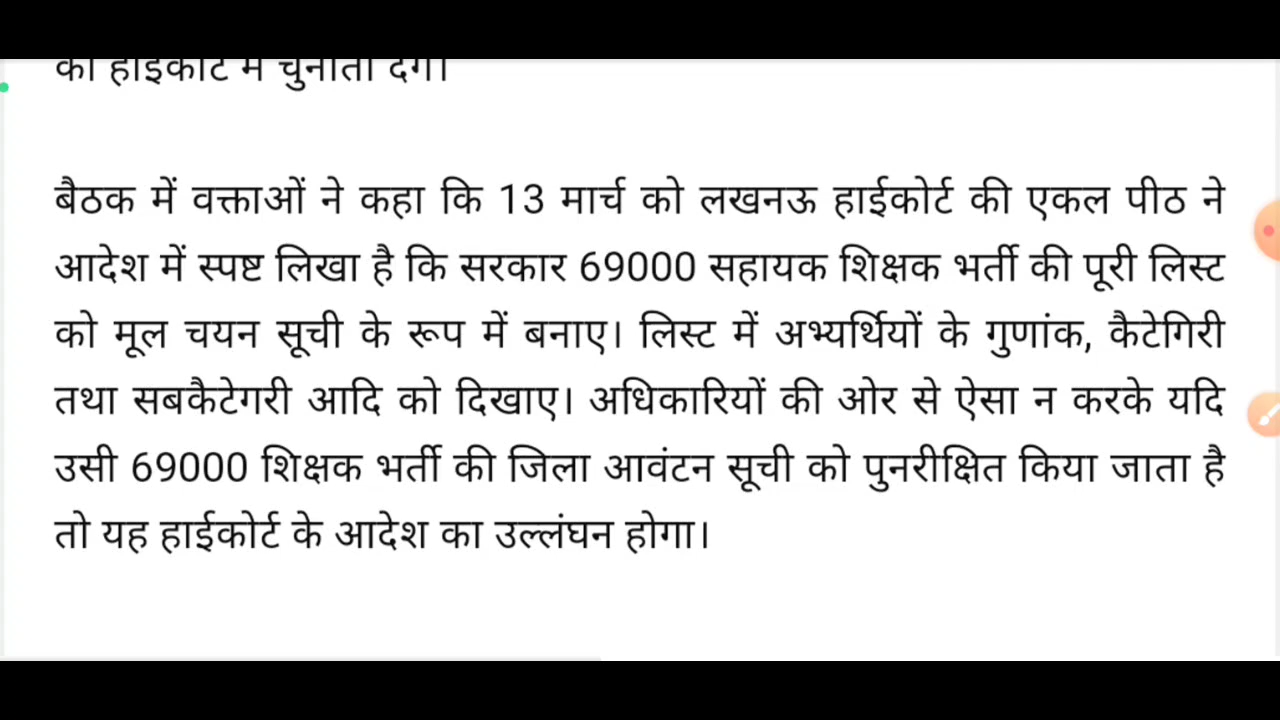 को हाईकोर्ट में चुनौती देंगे।
बैठक में वक्ताओं ने कहा कि 13 मार्च को लखनऊ हाईकोर्ट की एकल पीठ ने
आदेश में स्पष्ट लिखा है कि सरकार 69000 सहायक शिक्षक भर्ती की पूरी लिस्ट
को मूल चयन सूची के रूप में बनाए। लिस्ट में अभ्यर्थियों के गुणांक, कैटेगिरी
तथा सबकैटेगरी आदि को दिखाए। अधिकारियों की ओर से ऐसा न करके यदि
उसी 69000 शिक्षक भर्ती की जिला आवंटन सूची को पुनरीक्षित किया जाता है
तो यह हाईकोर्ट के आदेश का उल्लंघन होगा।